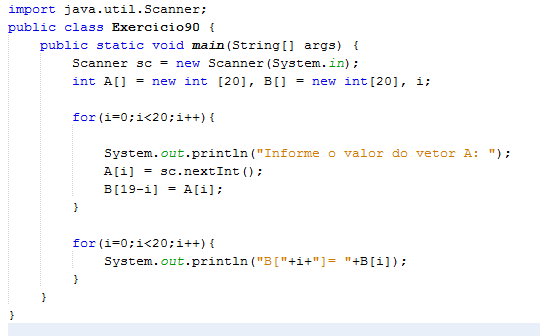 import java.util.Scanner;
public class Exercicio90 {
    public static void main(String[] args) {
        Scanner sc = new Scanner(System.in);
        int A[] = new int [20], B[] = new int[20], i;
        for(i=0;i<20;i++){
            System.out.println("Informe o valor do vetor A: ");
            A[i] = sc.nextInt();
            B[19-i] = A[i];
        }
        for(i=0;i<20;i++){
            System.out.println("B["+i+"]= "+B[i]);
        }
    }
}